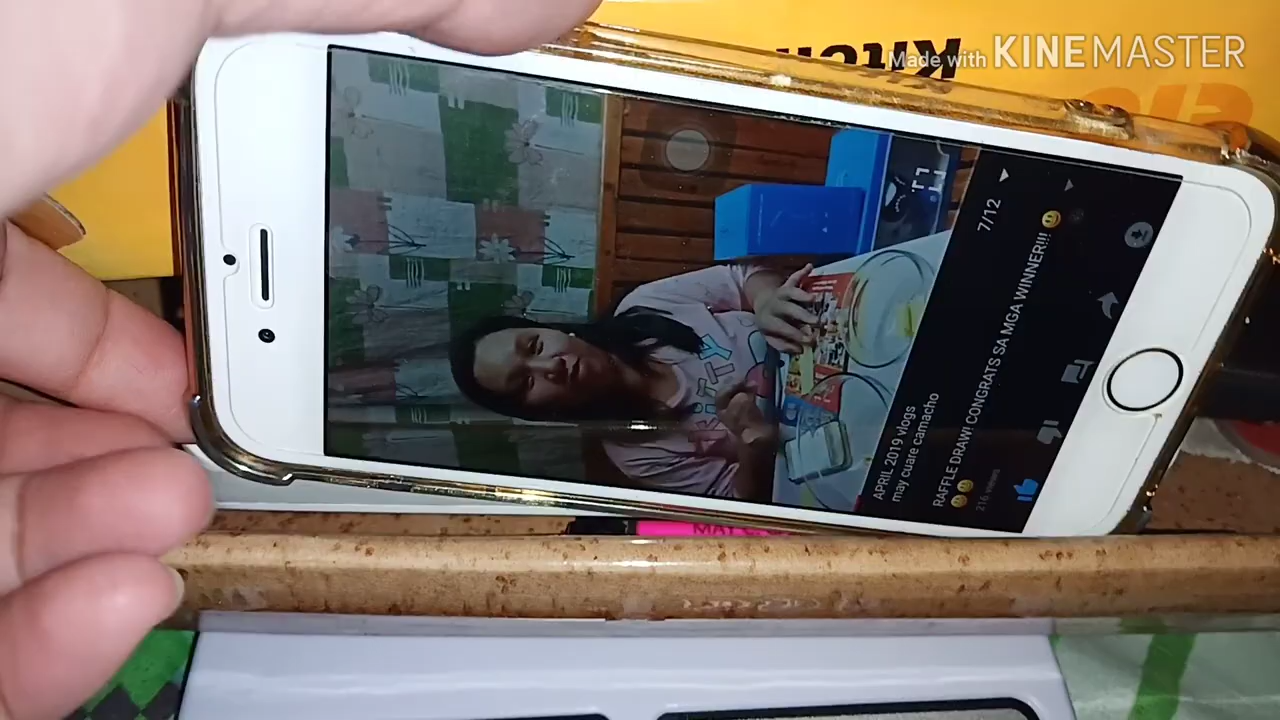 Made with KINEMASTER
Kitch
7/12
APRIL 2019 vlogs
may cuare camacho
RAFFLE DRAW! CONGRATS SA MGA WINNER!!! 😃
😃😃
216 views